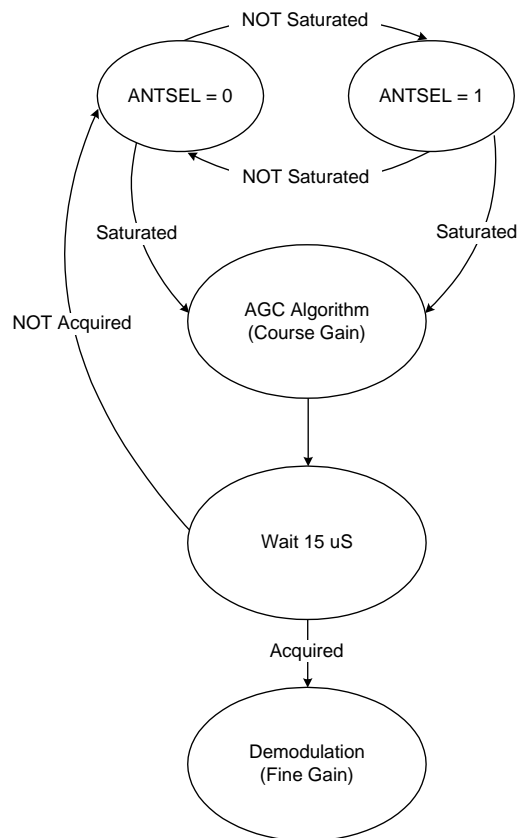 NOT Saturated
ANTSEL = 0
ANTSEL = 1
NOT Saturated
Saturated
Saturated
AGC Algorithm
(Course Gain)
NOT Acquired
Wait 15 uS
Acquired
Demodulation
(Fine Gain)